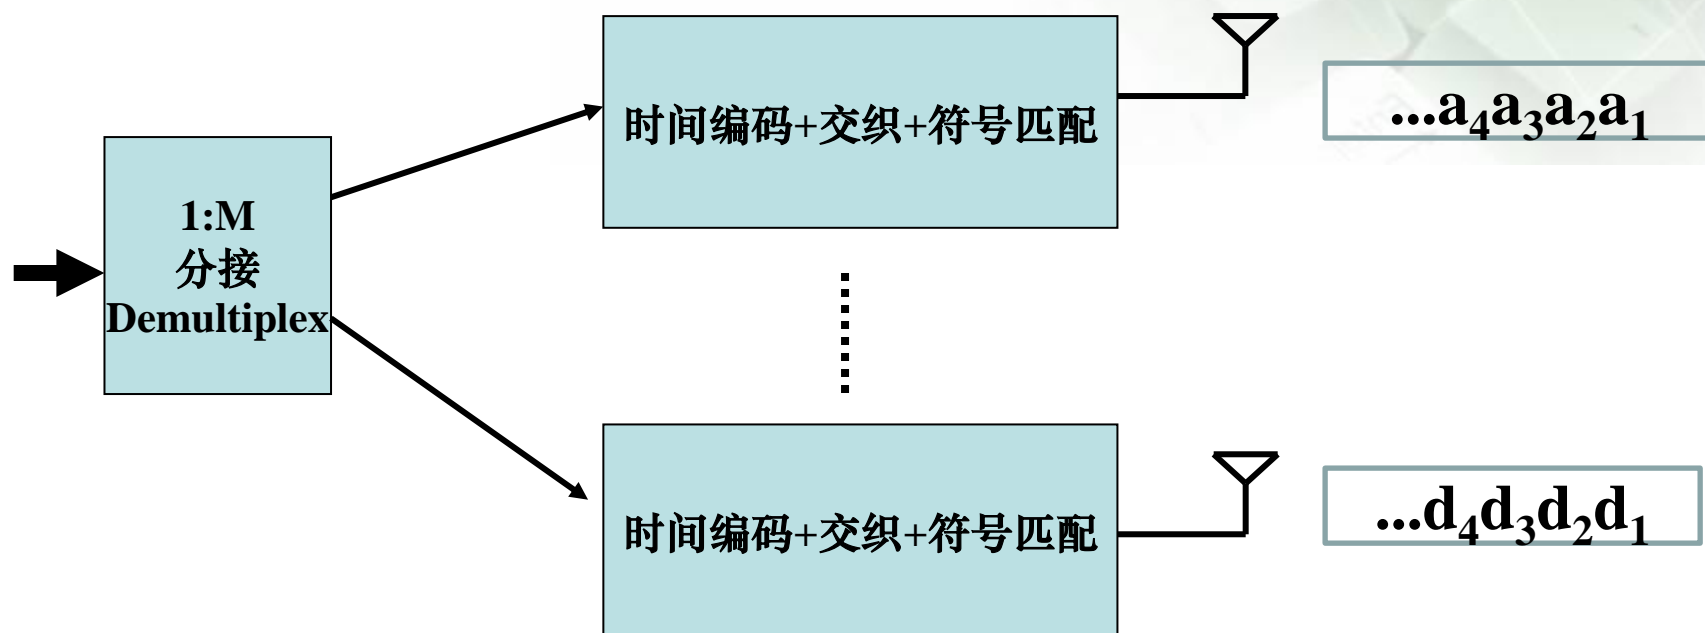 时间编码+交织+符号匹配
...a₄a₃a₂a₁
1:M
分接
Demultiplex
时间编码+交织+符号匹配
...d₄d₃d₂d₁